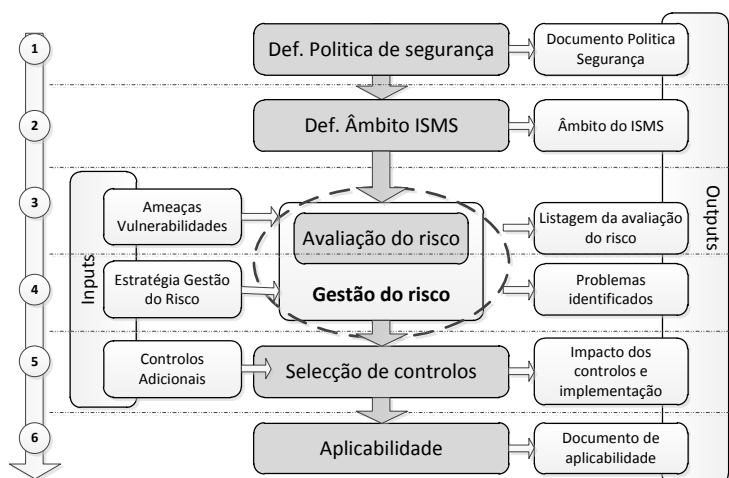 1
Def. Politica de segurança
Documento Politica
Segurança
2
Def. Âmbito ISMS
Âmbito do ISMS
3
Inputs
Ameaças
Vulnerabilidades
Avaliação do risco
Listagem da avaliação
do risco
Outputs
4
Estratégia Gestão
do Risco
Gestão do risco
Problemas
identificados
5
Controlos
Adicionais
Selecção de controlos
Impacto dos
controlos e
implementação
6
Aplicabilidade
Documento de
aplicabilidade